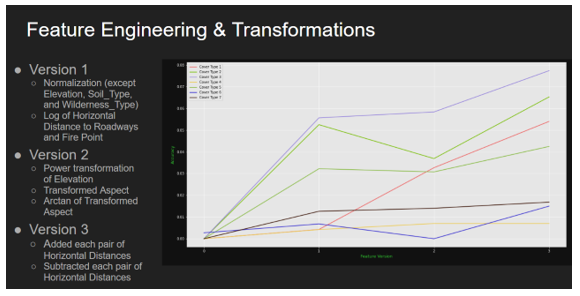 Feature Engineering & Transformations
● Version 1
○ Normalization (except
Elevation, Soil_Type,
and Wilderness_Type)
○ Log of Horizontal
Distance to Roadways
and Fire Point
● Version 2
○ Power transformation
of Elevation
○ Transformed Aspect
○ Arctan of Transformed
Aspect
● Version 3
○ Added each pair of
Horizontal Distances
○ Subtracted each pair of
Horizontal Distances
Cover Type 1
Cover Type 2
Cover Type 3
Cover Type 4
Cover Type 5
Cover Type 6
Cover Type 7
Accuracy
0
1
2
3
Feature Version